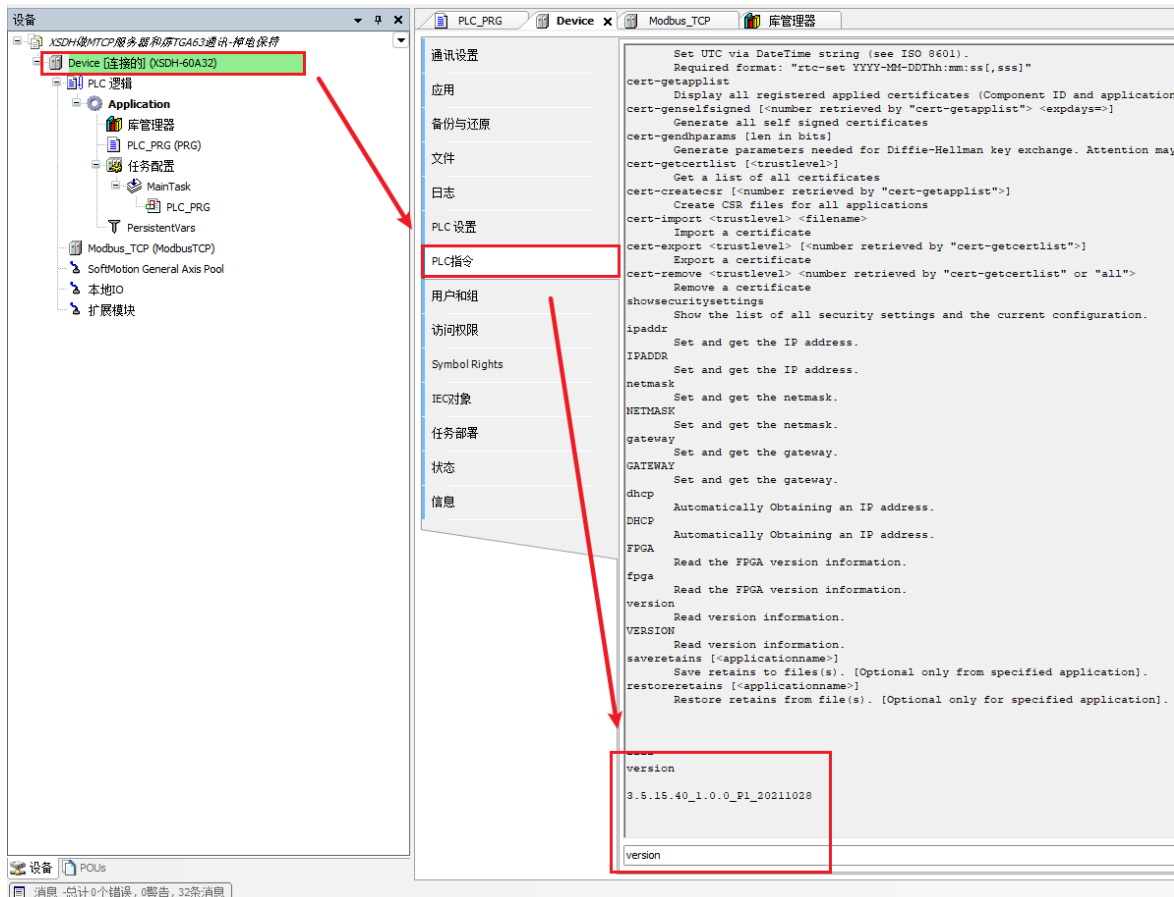 设备
XSDH做MTCP服务器和原TGA63通讯-掉电保持
Device [连接的] (XSDH-60A32)
PLC 逻辑
Application
库管理器
PLC_PRG (PRG)
任务配置
MainTask
PLC_PRG
PersistentVars
Modbus_TCP (ModbusTCP)
SoftMotion General Axis Pool
本地IO
扩展模块
设备
POUs
消息 -总计0个错误, 0警告, 32条消息
PLC_PRG
Device
Modbus_TCP
库管理器
通讯设置
应用
备份与还原
文件
日志
PLC 设置
PLC指令
用户和组
访问权限
Symbol Rights
IEC对象
任务部署
状态
信息
Set UTC via DateTime string (see ISO 8601).
Required format: "rtc-set YYYY-MM-DDThh:mm:ss[,sss]"
cert-getapplist
Display all registered applied certificates (Component ID and application
cert-genselfsigned [<number retrieved by "cert-getapplist"> <expdays=>]
Generate all self signed certificates
cert-gendhparams [len in bits]
Generate parameters needed for Diffie-Hellman key exchange. Attention may
cert-getcertlist [<trustlevel>]
Get a list of all certificates
cert-createcsr [<number retrieved by "cert-getapplist">]
Create CSR files for all applications
cert-import <trustlevel> <filename>
Import a certificate
cert-export <trustlevel> [<number retrieved by "cert-getcertlist">]
Export a certificate
cert-remove <trustlevel> <number retrieved by "cert-getcertlist" or "all">
Remove a certificate
showsecuritysettings
Show the list of all security settings and the current configuration.
ipaddr
Set and get the IP address.
IPADDR
Set and get the IP address.
netmask
Set and get the netmask.
NETMASK
Set and get the netmask.
gateway
Set and get the gateway.
GATEWAY
Set and get the gateway.
dhcp
Automatically Obtaining an IP address.
DHCP
Automatically Obtaining an IP address.
FPGA
Read the FPGA version information.
fpga
Read the FPGA version information.
version
Read version information.
VERSION
Read version information.
saveretains [<applicationname>]
Save retains to files(s). [Optional only from specified application].
restoreretains [<applicationname>]
Restore retains from file(s). [Optional only for specified application].
version
3.5.15.40_1.0.0_P1_20211028
version